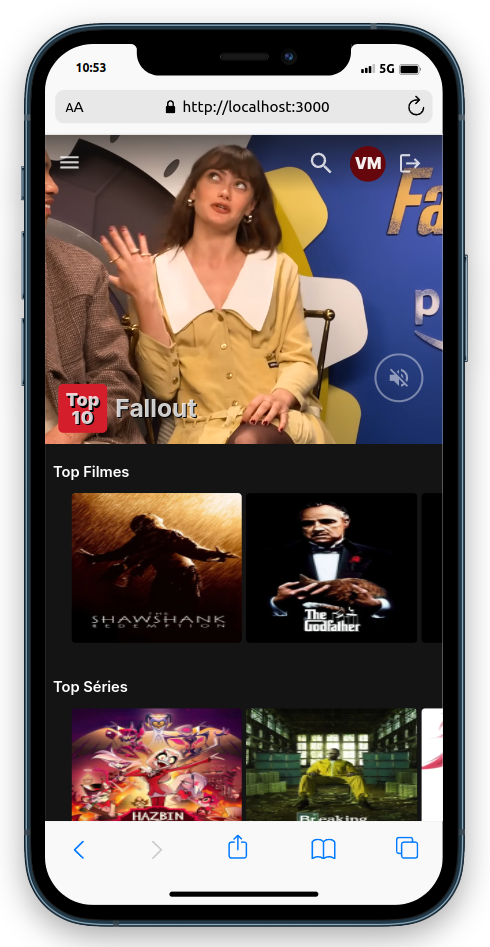 10:53
5G
AA
http://localhost:3000
VM
Fa
p
Top
10
Fallout
Top Filmes
THE
SHAWSHANK
REDEMPTION
The
Godfather
Top Séries
HAZBIN
Breaking